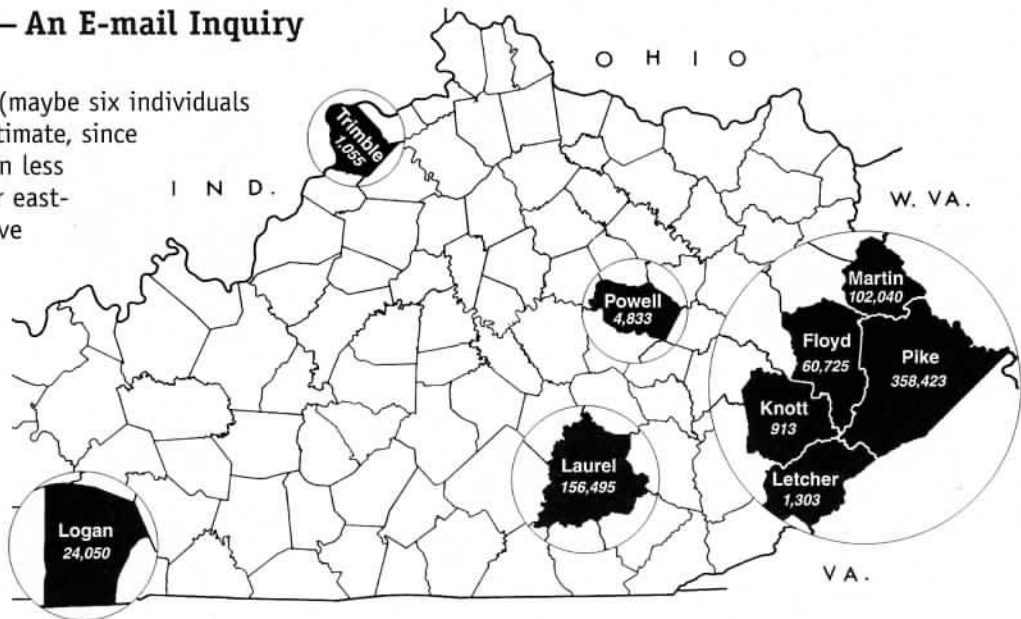 – An E-mail Inquiry
(maybe six individuals
timate, since
n less
r east-
ve
OHIO
IND.
W. VA.
VA.
Trimble
1,055
Powell
4,833
Martin
102,040
Floyd
60,725
Pike
358,423
Knott
913
Letcher
1,303
Laurel
156,495
Logan
24,050